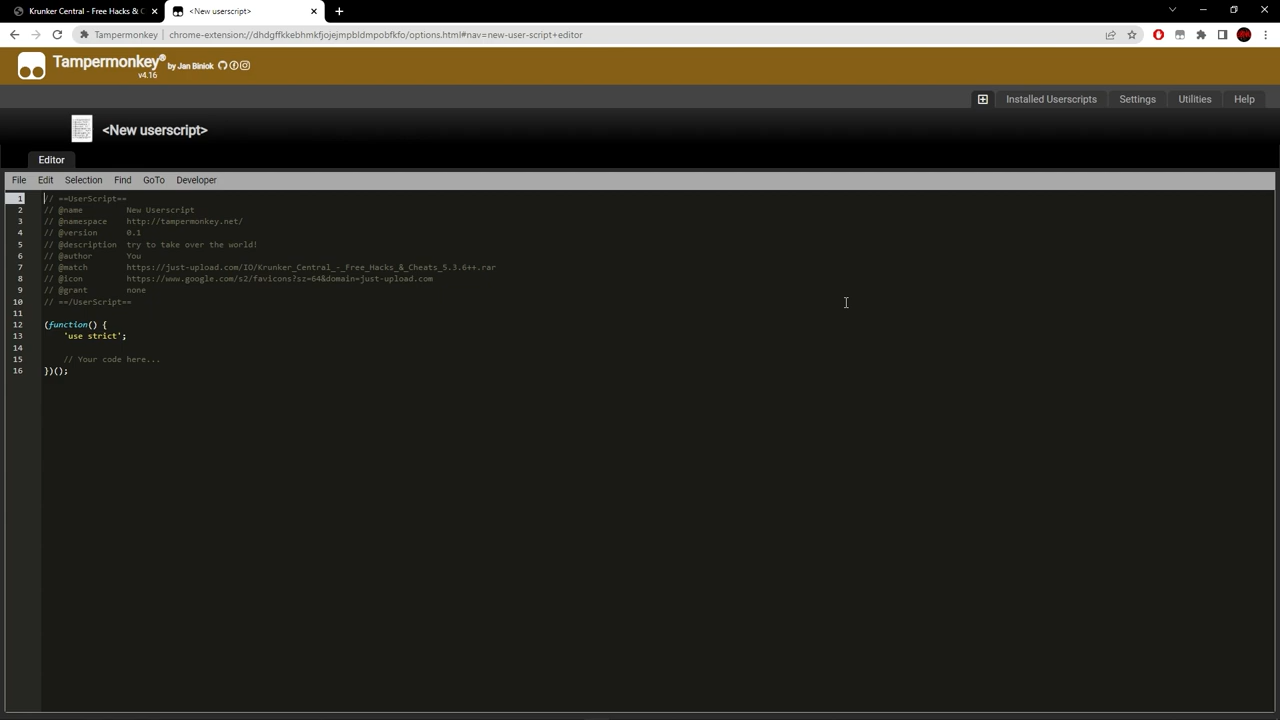 Krunker Central - Free Hacks & C
<New userscript>
Tampermonkey
chrome-extension://dhdgffkkebhmkfjojejmpbldmpobfkfo/options.html#nav=new-user-script+editor
Tampermonkey® by Jan Biniok
v4.16
Installed Userscripts
Settings
Utilities
Help
<New userscript>
Editor
File Edit Selection Find GoTo Developer
1 // ==UserScript==
2 // @name New Userscript
3 // @namespace http://tampermonkey.net/
4 // @version 0.1
5 // @description try to take over the world!
6 // @author You
7 // @match https://just-upload.com/IO/Krunker_Central_-_Free_Hacks_&_Cheats_5.3.6++.rar
8 // @icon https://www.google.com/s2/favicons?sz=64&domain=just-upload.com
9 // @grant none
10 // ==/UserScript==
11
12 (function() {
13 'use strict';
14
15 // Your code here...
16 })();